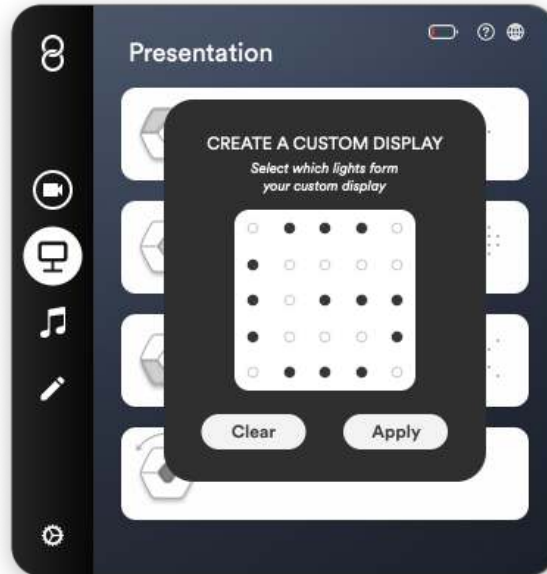 Presentation
CREATE A CUSTOM DISPLAY
Select which lights form
your custom display
Clear
Apply